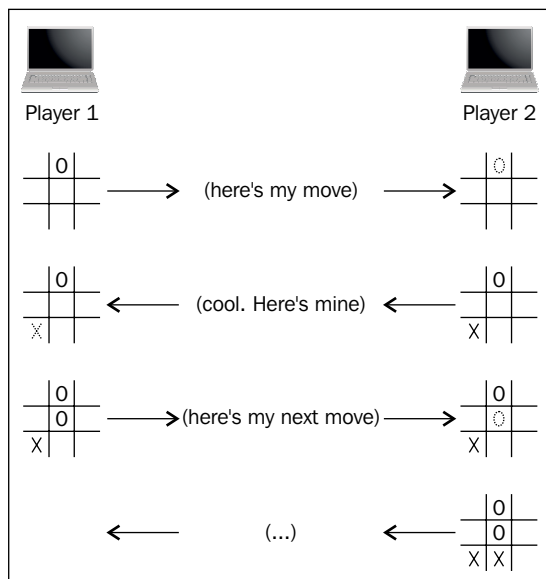 Player 1 Player 2
O O
(here's my move)
O O
(cool. Here's mine)
X X
O O
O (here's my next move) O
X X
O
(...) O
X X